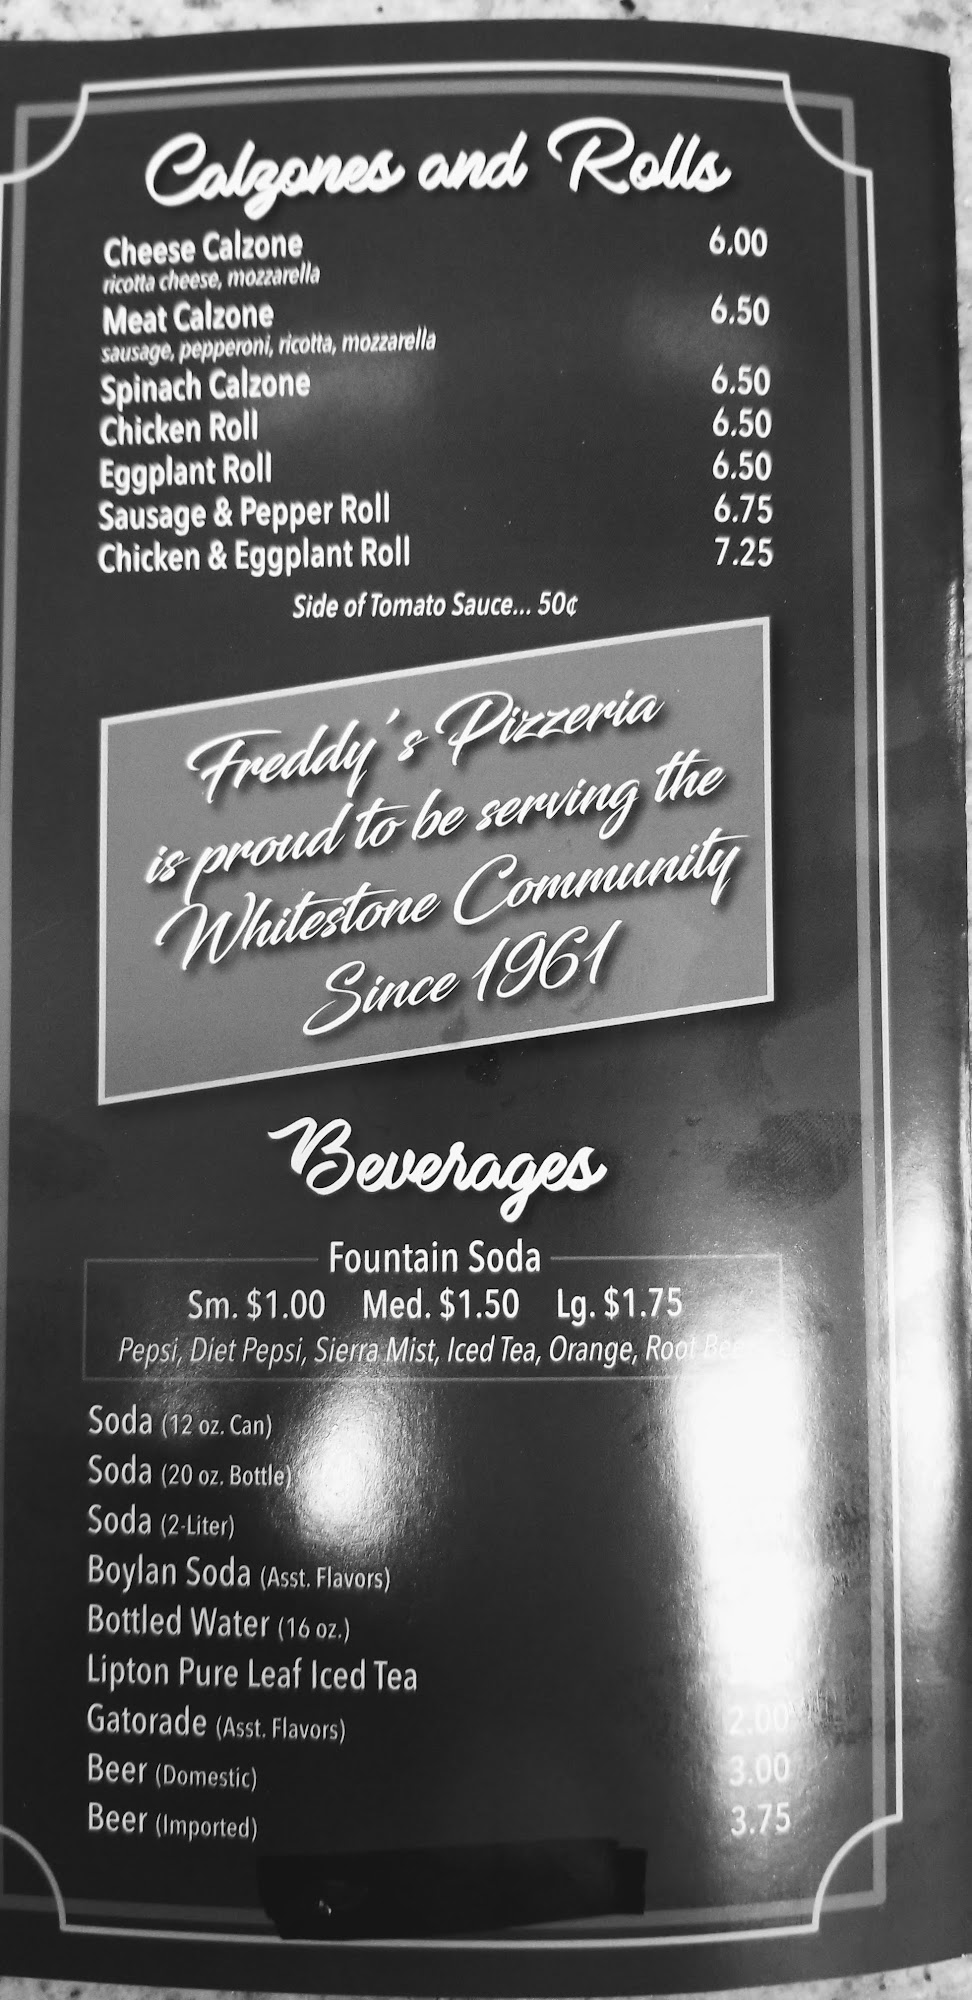 Calzones and Rolls
Cheese Calzone 6.00
ricotta cheese, mozzarella
Meat Calzone 6.50
sausage, pepperoni, ricotta, mozzarella
Spinach Calzone 6.50
Chicken Roll 6.50
Eggplant Roll 6.50
Sausage & Pepper Roll 6.75
Chicken & Eggplant Roll 7.25
Side of Tomato Sauce... 50¢
Freddy's Pizzeria
is proud to be serving the
Whitestone Community
Since 1961
Beverages
Fountain Soda
Sm. $1.00 Med. $1.50 Lg. $1.75
Pepsi, Diet Pepsi, Sierra Mist, Iced Tea, Orange, Root Beer
Soda (12 oz. Can)
Soda (20 oz. Bottle)
Soda (2-Liter)
Boylan Soda (Asst. Flavors)
Bottled Water (16 oz.)
Lipton Pure Leaf Iced Tea
Gatorade (Asst. Flavors) 2.00
Beer (Domestic) 3.00
Beer (Imported) 3.75